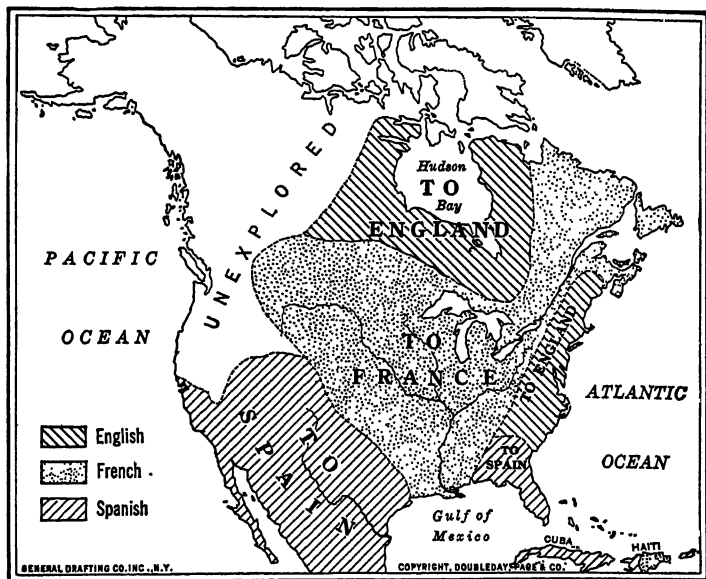 UNEXPLORED
Hudson
TO
Bay
ENGLAND
PACIFIC
OCEAN
TO
FRANCE
TO ENGLAND
ATLANTIC
OCEAN
TO
SPAIN
TO
SPAIN
English
French
Spanish
Gulf of
Mexico
CUBA
HAITI
GENERAL DRAFTING CO.INC.,N.Y.
COPYRIGHT, DOUBLEDAY, PAGE & CO.